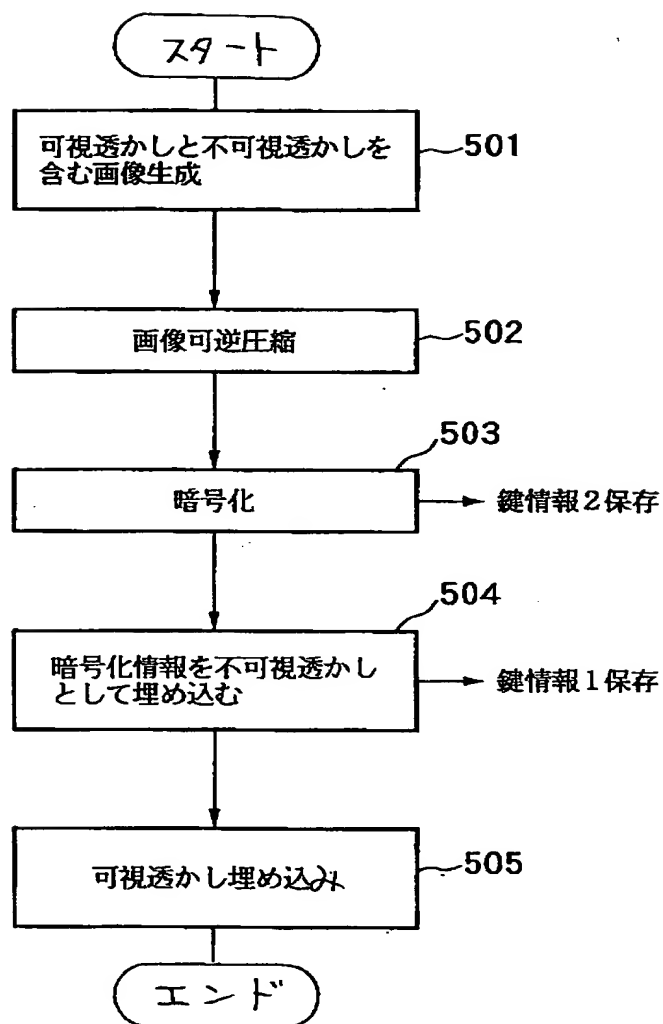 スタート
可視透かしと不可視透かしを
含む画像生成
501
画像可逆圧縮
502
503
暗号化
鍵情報2保存
504
暗号化情報を不可視透かし
として埋め込む
鍵情報1保存
可視透かし埋め込み
505
エンド